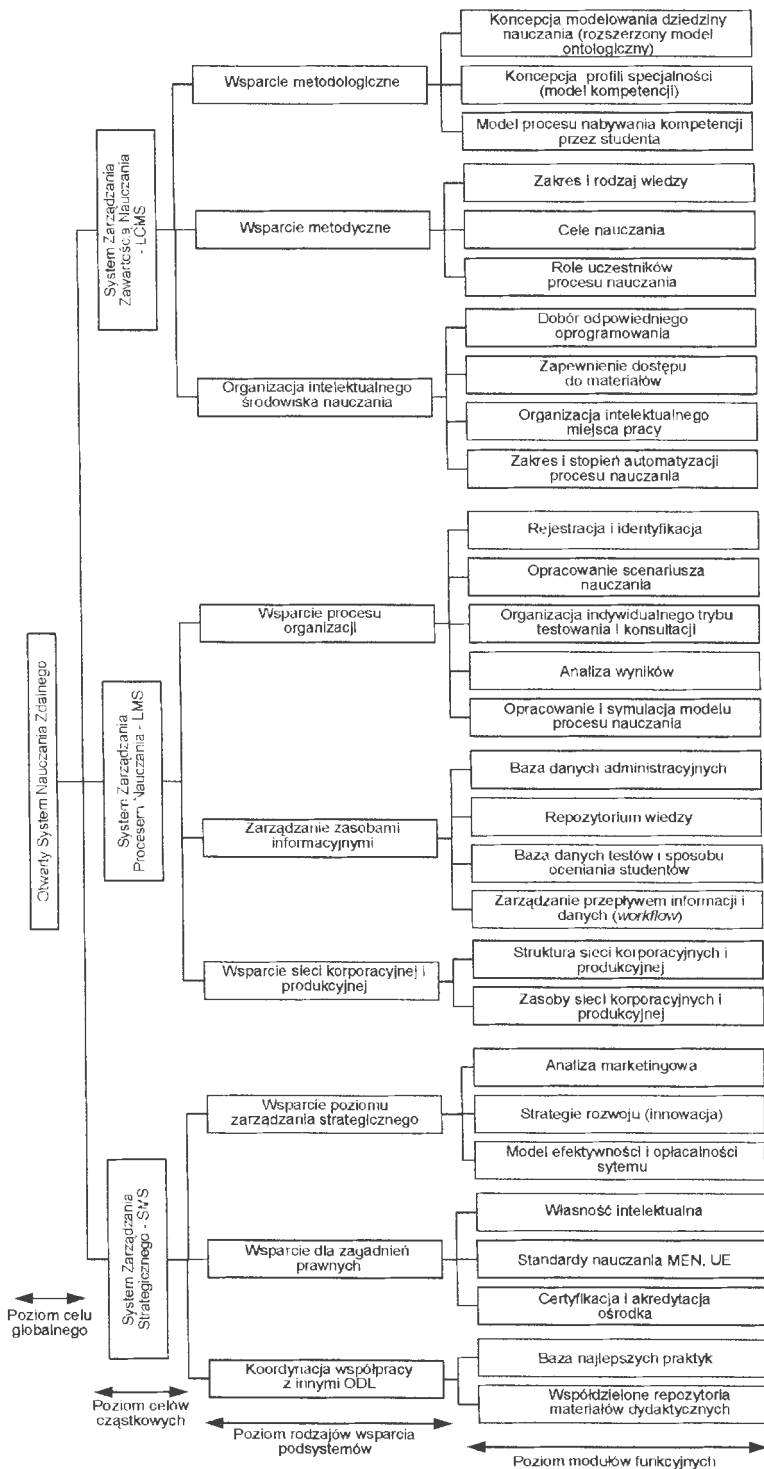 Otwarty System Nauczania Zdalnego
System Zarządzania
Zawartością Nauczania
- LCMS
Wsparcie metodologiczne
Koncepcja modelowania dziedziny
nauczania (rozszerzony model
ontologiczny)
Koncepcja profili specjalności
(model kompetencji)
Model procesu nabywania kompetencji
przez studenta
Wsparcie metodyczne
Zakres i rodzaj wiedzy
Cele nauczania
Role uczestników
procesu nauczania
Organizacja intelektualnego
środowiska nauczania
Dobór odpowiedniego
oprogramowania
Zapewnienie dostępu
do materiałów
Organizacja intelektualnego
miejsca pracy
Zakres i stopień automatyzacji
procesu nauczania
System Zarządzania
Procesem Nauczania - LMS
Wsparcie procesu
organizacji
Rejestracja i identyfikacja
Opracowanie scenariusza
nauczania
Organizacja indywidualnego trybu
testowania i konsultacji
Analiza wyników
Opracowanie i symulacja modelu
procesu nauczania
Zarządzanie zasobami
informacyjnymi
Baza danych administracyjnych
Repozytorium wiedzy
Baza danych testów i sposobu
oceniania studentów
Zarządzanie przepływem informacji i
danych (workflow)
Wsparcie sieci korporacyjnej i
produkcyjnej
Struktura sieci korporacyjnych i
produkcyjnej
Zasoby sieci korporacyjnych i
produkcyjnej
System Zarządzania
Strategicznego - SMS
Wsparcie poziomu
zarządzania strategicznego
Analiza marketingowa
Strategie rozwoju (innowacja)
Model efektywności i opłacalności
sytemu
Wsparcie dla zagadnień
prawnych
Własność intelektualna
Standardy nauczania MEN, UE
Certyfikacja i akredytacja
ośrodka
Koordynacja współpracy
z innymi ODL
Baza najlepszych praktyk
Współdzielone repozytoria
materiałów dydaktycznych
Poziom celu
globalnego
Poziom celów
cząstkowych
Poziom rodzajów wsparcia
podsystemów
Poziom modułów funkcyjnych